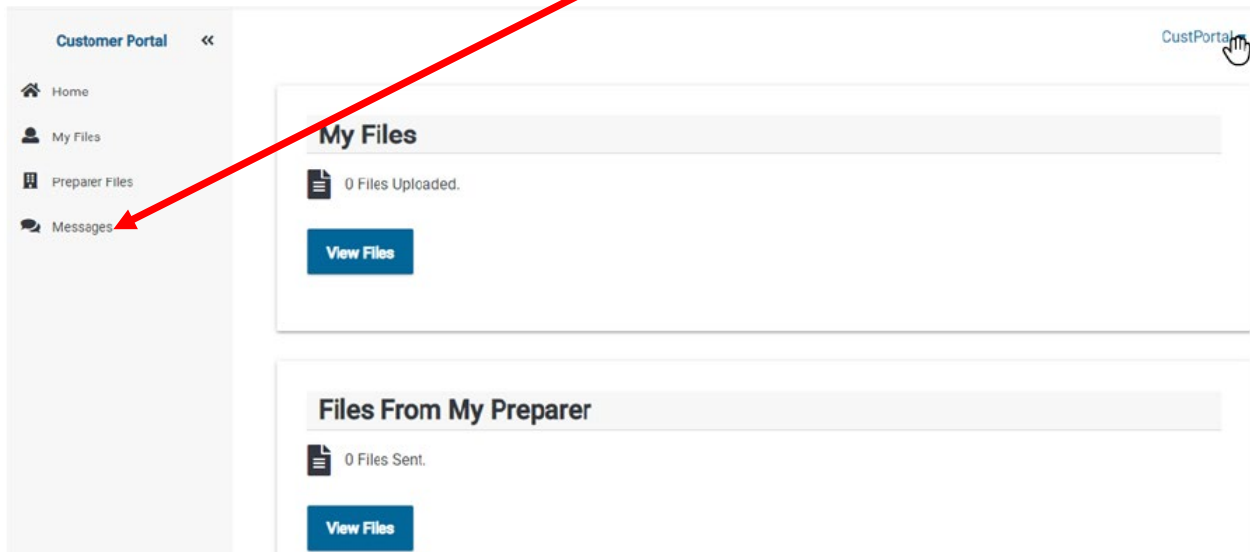 Customer Portal «
CustPortal
Home
My Files
Preparer Files
Messages
My Files
0 Files Uploaded.
View Files
Files From My Preparer
0 Files Sent.
View Files